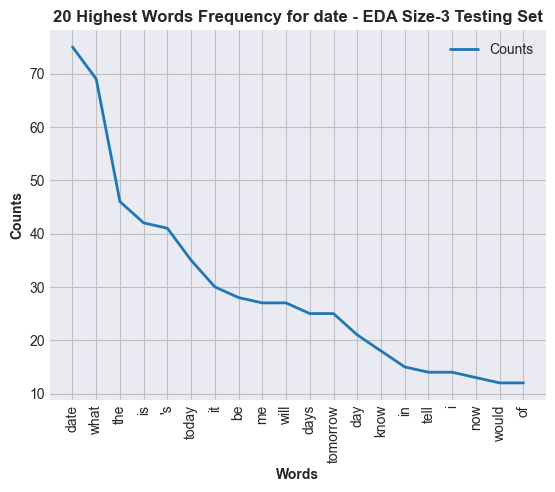 20 Highest Words Frequency for date - EDA Size-3 Testing Set
Counts
Counts
70
60
50
40
30
20
10
date
what
the
is
's
today
it
be
me
will
days
tomorrow
day
know
in
tell
i
now
would
of
Words